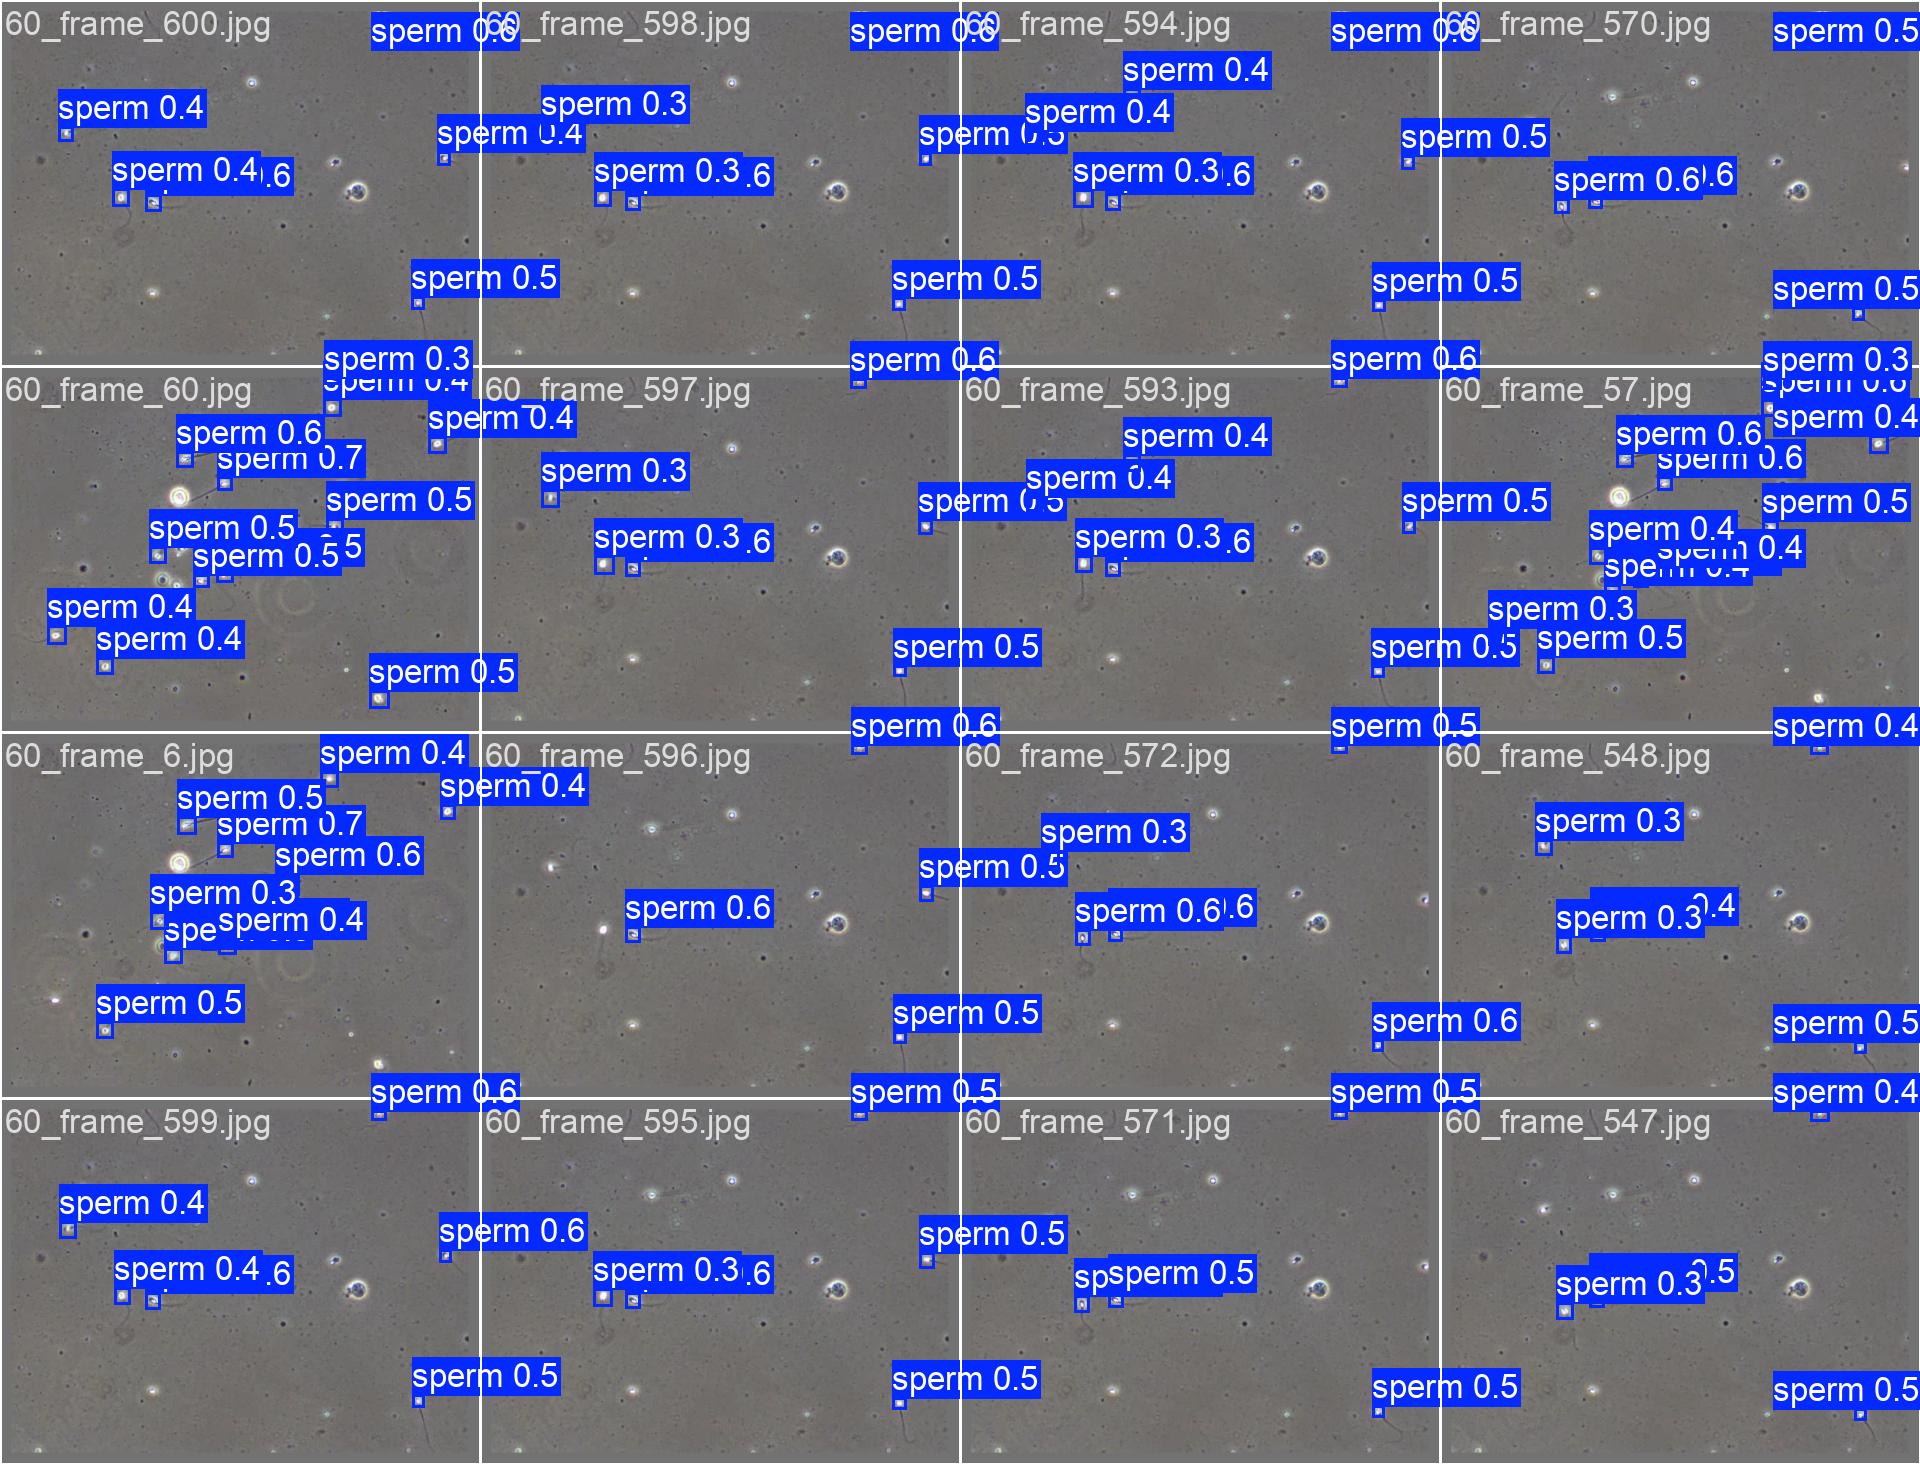 60_frame_600.jpg
sperm 0.6
sperm 0.4
sperm 0.4
sperm 0.4
.6
sperm 0.5
sperm 0.3
60_frame_598.jpg
sperm 0.6
sperm 0.3
sperm 0.5
sperm 0.3
.6
sperm 0.5
sperm 0.6
60_frame_594.jpg
sperm 0.6
sperm 0.4
sperm 0.4
sperm 0.5
sperm 0.3
.6
sperm 0.5
sperm 0.6
60_frame_570.jpg
sperm 0.5
sperm 0.6
0.6
sperm 0.5
sperm 0.3
60_frame_60.jpg
sperm 0.4
sperm 0.4
sperm 0.6
sperm 0.7
sperm 0.5
sperm 0.5
sperm 0.5
5
sperm 0.4
sperm 0.4
sperm 0.5
60_frame_597.jpg
sperm 0.3
sperm 0.5
sperm 0.3
.6
sperm 0.5
sperm 0.6
60_frame_593.jpg
sperm 0.4
sperm 0.4
sperm 0.5
sperm 0.3
.6
sperm 0.5
sperm 0.5
60_frame_57.jpg
sperm 0.6
sperm 0.4
sperm 0.6
sperm 0.6
sperm 0.5
sperm 0.4
sperm 0.4
sperm 0.4
sperm 0.3
sperm 0.5
sperm 0.4
60_frame_6.jpg
sperm 0.4
sperm 0.4
sperm 0.5
sperm 0.7
sperm 0.6
sperm 0.3
spe
sperm 0.4
sperm 0.5
sperm 0.6
60_frame_596.jpg
sperm 0.5
sperm 0.6
sperm 0.5
sperm 0.5
60_frame_572.jpg
sperm 0.3
sperm 0.6
.6
sperm 0.6
sperm 0.5
60_frame_548.jpg
sperm 0.3
sperm 0.3
0.4
sperm 0.5
sperm 0.4
60_frame_599.jpg
sperm 0.4
sperm 0.6
sperm 0.4
.6
sperm 0.5
60_frame_595.jpg
sperm 0.5
sperm 0.3
.6
sperm 0.5
60_frame_571.jpg
sp
sperm 0.5
sperm 0.5
60_frame_547.jpg
sperm 0.3
0.5
sperm 0.5